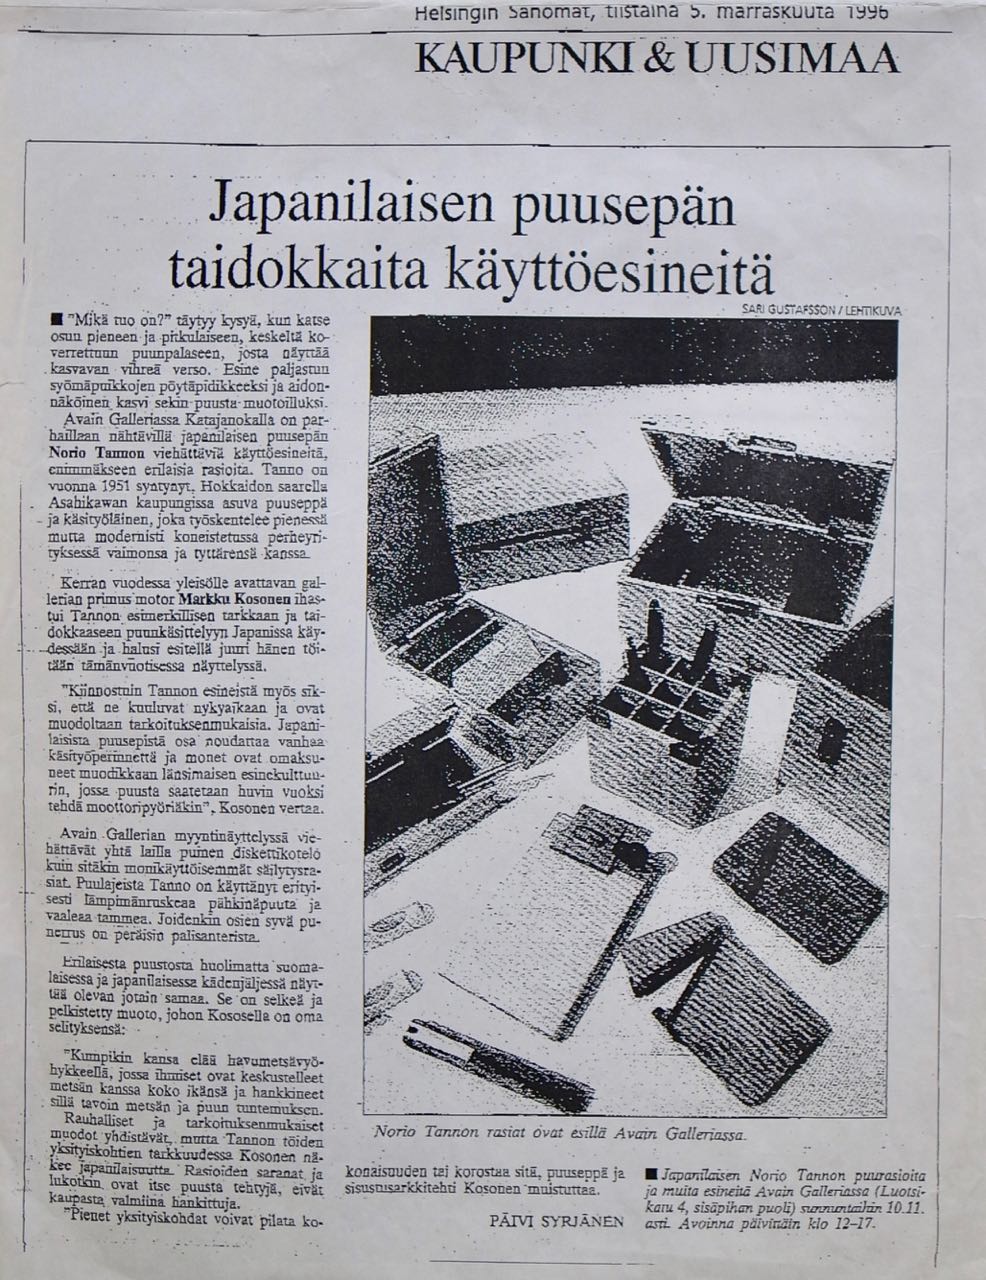 Helsingin Sanomat, tiistaina 5. marraskuuta 1996
KAUPUNKI & UUSIMAA
Japanilaisen puusepän
taidokkaita käyttöesineitä
SARI GUSTAFSSON / LEHTIKUVA
■ "Mikä tuo on?" täytyy kysyä, kun katse
osuu pieneen ja pitkulaiseen, keskeltä ko-
verrettuun puunpalaseen, josta näyttää
kasvavan vihreä verso. Esine paljastuu
syömäpuikkojen pöytäpidikkeeksi ja aidon-
näköinen kasvi sekin puusta muotoilluksi.
Avain Galleriassa Katajanokalla on par-
haillaan nähtävillä japanilaisen puusepän
Norio Tannon viehättäviä käyttöesineitä,
enimmäkseen erilaisia rasioita. Tanno on
vuonna 1951 syntynyt, Hokkaidon saarella
Asahikawan kaupungissa asuva puuseppä
ja käsityöläinen, joka työskentelee pienessä
mutta modernisti koneistetussa perheyri-
tyksessä vaimonsa ja tyttärensä kanssa.
Kerran vuodessa yleisölle avattavan gal-
lerian primus motor Markku Kosonen ihas-
tui Tannon esimerkillisen tarkkaan ja tai-
dokkaaseen puunkäsittelyyn Japanissa käy-
dessään ja halusi esitellä juuri hänen töi-
tään tämänvuotisessa näyttelyssä.
"Kiinnostuin Tannon esineistä myös sik-
si, että ne kuuluvat nykyaikaan ja ovat
muodoltaan tarkoituksenmukaisia. Japani-
laisista puusepistä osa noudattaa vanhaa
käsityöperinnettä ja monet ovat omaksu-
neet muodikkaan länsimaisen esinekulttuu-
rin, jossa puusta saatetaan huvin vuoksi
tehdä moottoripyöriäkin", Kosonen vertaa.
Avain Gallerian myyntinäyttelyssä vie-
hättävät yhtä lailla puinen diskettikotelo
kuin sitäkin monikäyttöisemmät säilytysra-
siat. Puulajeista Tanno on käyttänyt erityi-
sesti lämpimänruskeaa pähkinäpuuta ja
vaaleaa tammea. Joidenkin osien syvä pu-
nerrus on peräisin palisanterista.
Erilaisesta puustosta huolimatta suoma-
laisessa ja japanilaisessa kädenjäljessä näyt-
tää olevan jotain samaa. Se on selkeä ja
pelkistetty muoto, johon Kososella on oma
selityksensä:
"Kumpikin kansa elää havumetsävyö-
hykkeellä, jossa ihmiset ovat keskustelleet
metsän kanssa koko ikänsä ja hankkineet
sillä tavoin metsän ja puun tuntemuksen.
Rauhalliset ja tarkoituksenmukaiset
muodot yhdistävät, mutta Tannon töiden
yksityiskohtien tarkkuudessa Kosonen nä-
kee japanilaisuutta. Rasioiden saranat ja
lukotkin ovat itse puusta tehtyjä, eivät
kaupasta valmiina hankittuja.
"Pienet yksityiskohdat voivat pilata ko-
Norio Tannon rasiat ovat esillä Avain Galleriassa.
konaisuuden tai korostaa sitä, puuseppä ja
sisustusarkkitehti Kosonen muistuttaa.
PÄIVI SYRJÄNEN
■ Japanilaisen Norio Tannon puurasioita
ja muita esineitä Avain Galleriassa (Luotsi-
katu 4, sisäpihan puoli) sunnuntaihin 10.11.
asti. Avoinna päivittäin klo 12–17.